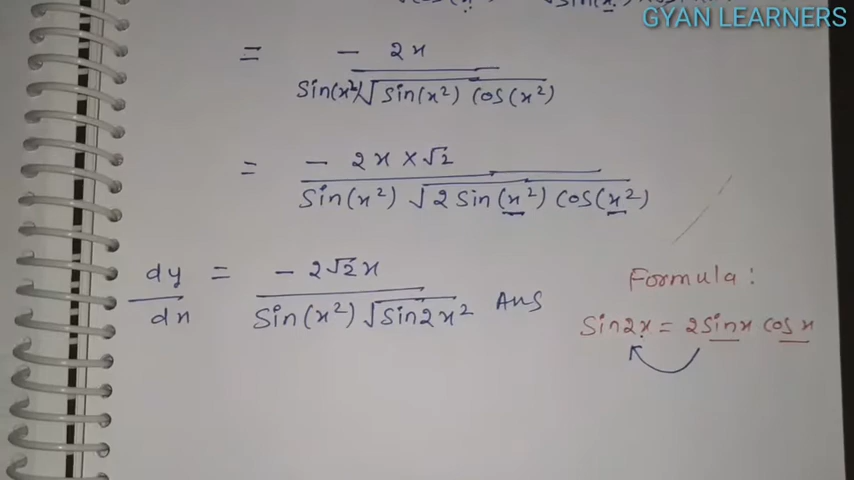 GYAN LEARNERS
= - 2x
Sin(x²)√Sin(x²) Cos(x²)
= - 2x × √2
Sin(x²) √2 Sin(x²) Cos(x²)
dy = - 2√2 x
dx Sin(x²) √Sin2x² Ans
Formula :
Sin2x = 2Sinx Cosx